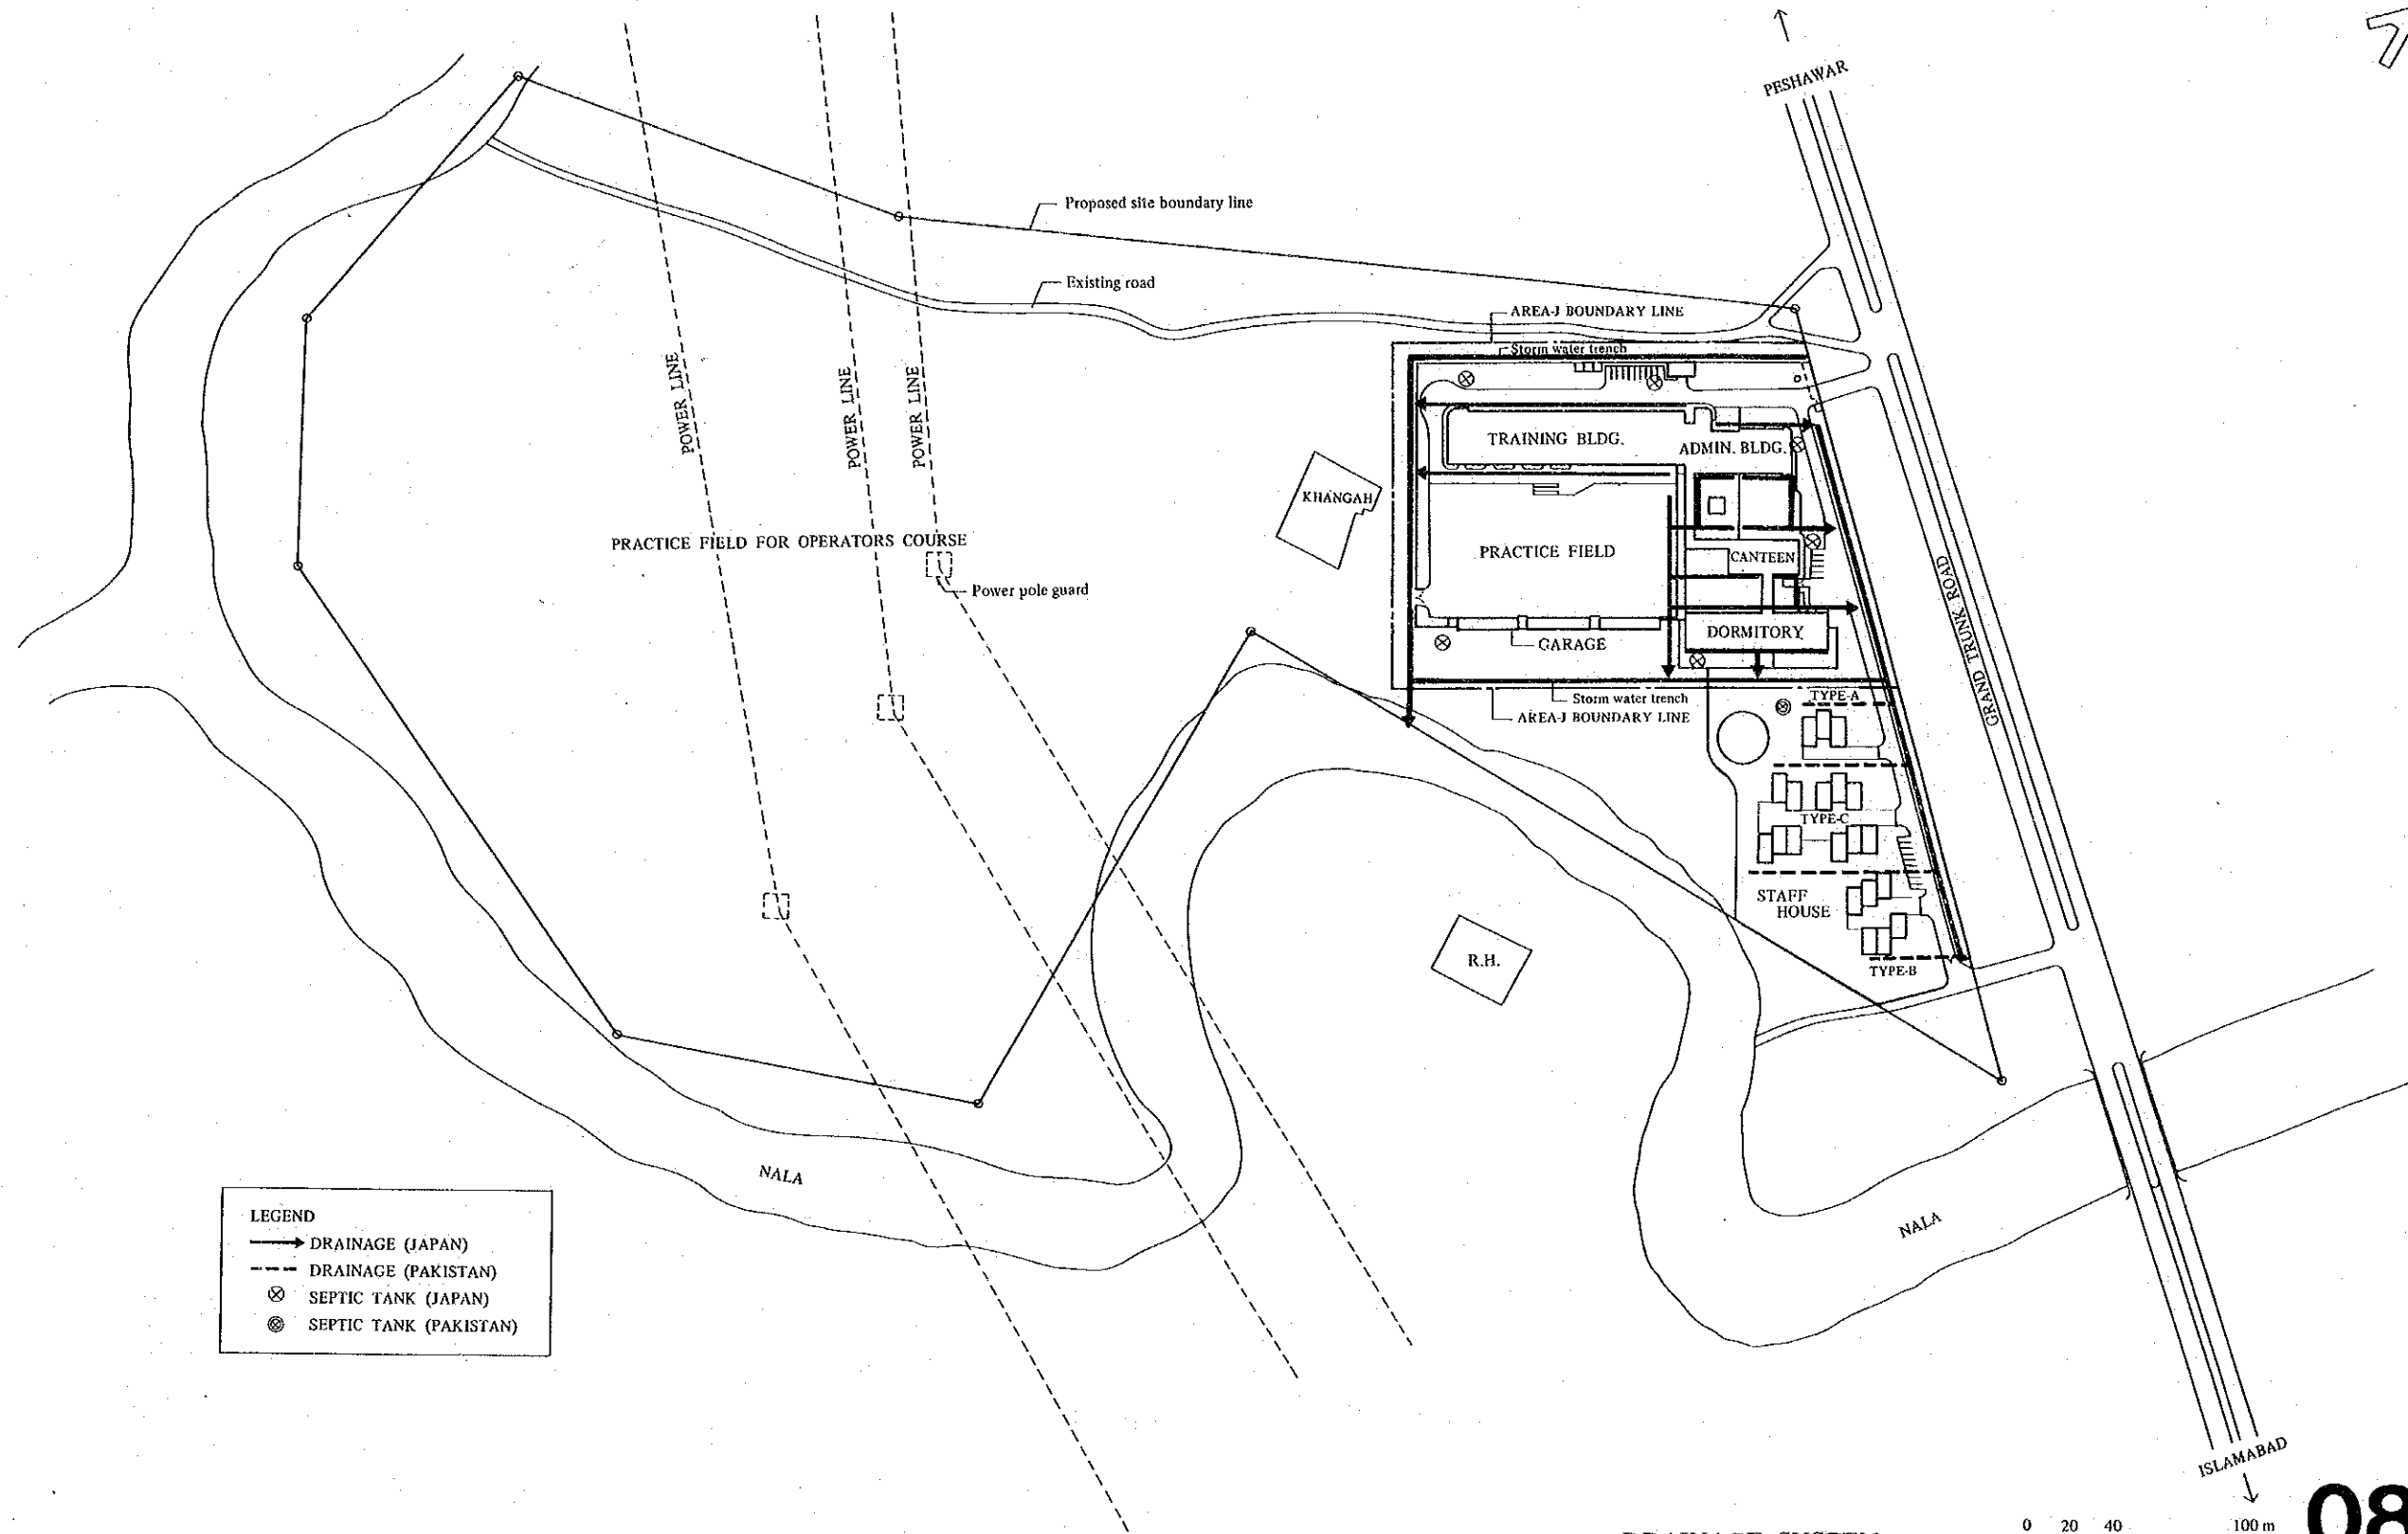 PESHAWAR
Proposed site boundary line
Existing road
AREA-J BOUNDARY LINE
Storm water trench
POWER LINE
POWER LINE
POWER LINE
TRAINING BLDG.
ADMIN. BLDG.
KHANGAH
PRACTICE FIELD FOR OPERATORS COURSE
PRACTICE FIELD
CANTEEN
Power pole guard
GRAND TRUNK ROAD
DORMITORY
GARAGE
TYPE-A
Storm water trench
AREA-J BOUNDARY LINE
TYPE-C
STAFF
HOUSE
R.H.
TYPE-B
NALA
NALA
LEGEND
DRAINAGE (JAPAN)
DRAINAGE (PAKISTAN)
SEPTIC TANK (JAPAN)
SEPTIC TANK (PAKISTAN)
ISLAMABAD
0 20 40 100 m
08
DRAINAGE SYSTEM